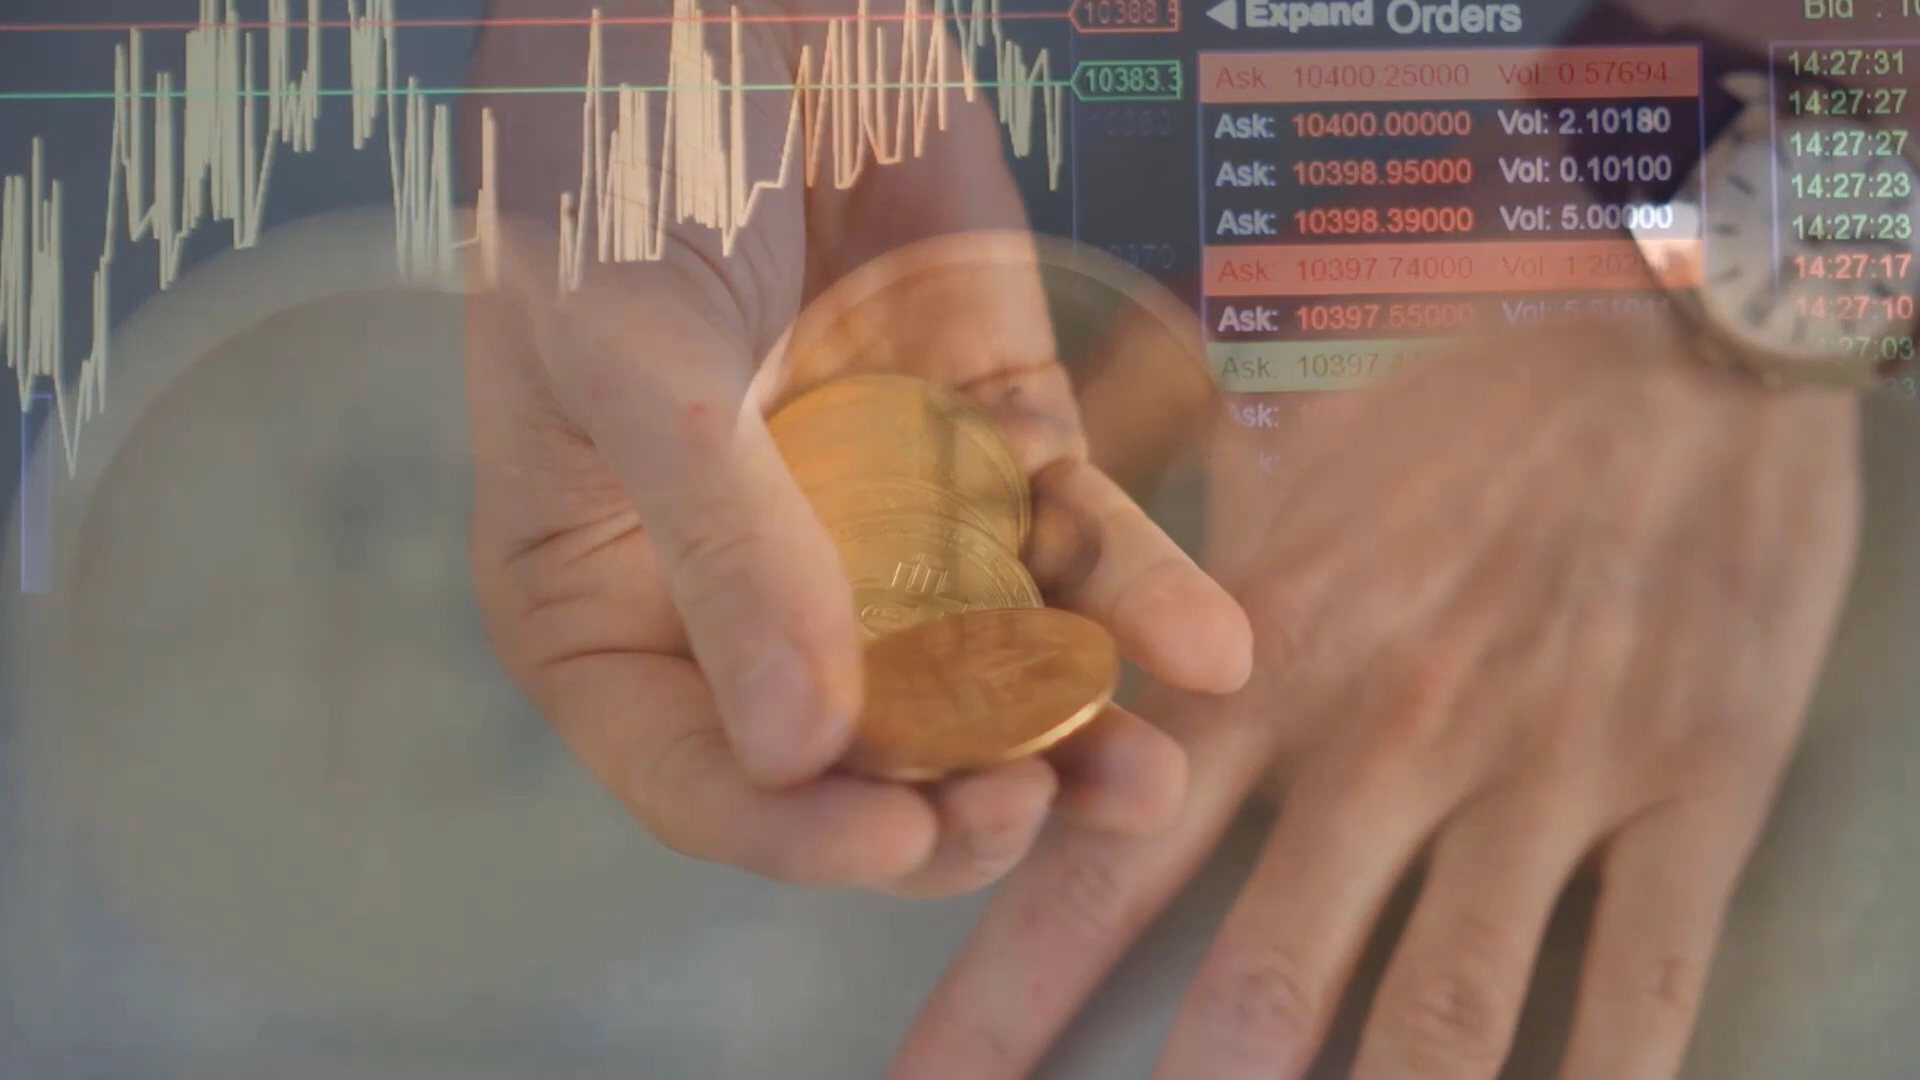 10388.5
10383.3
◀Expand Orders
Bid :
Ask: 10400.25000 Vol: 0.57694
Ask: 10400.00000 Vol: 2.10180
Ask: 10398.95000 Vol: 0.10100
Ask: 10398.39000 Vol: 5.00000
Ask: 10397.74000
Ask: 10397.55000
Ask:
Ask:
14:27:31
14:27:27
14:27:27
14:27:23
14:27:23
14:27:17
14:27:10